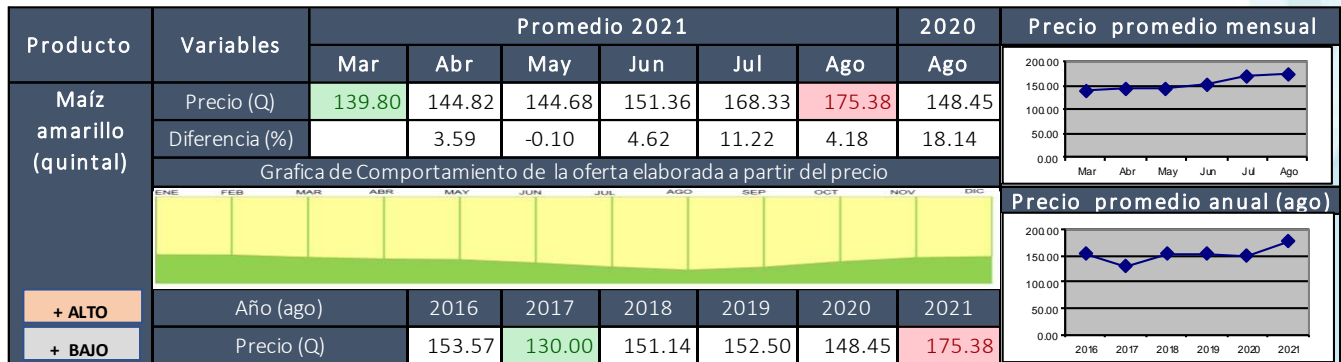 Producto Variables Promedio 2021 2020 Precio promedio mensual
Mar Abr May Jun Jul Ago Ago
Maíz amarillo (quintal)
Precio (Q) 139.80 144.82 144.68 151.36 168.33 175.38 148.45
Diferencia (%) 3.59 -0.10 4.62 11.22 4.18 18.14
Grafica de Comportamiento de la oferta elaborada a partir del precio
ENE FEB MAR ABR MAY JUN JUL AGO SEP OCT NOV DIC
+ ALTO Año (ago) 2016 2017 2018 2019 2020 2021
+ BAJO Precio (Q) 153.57 130.00 151.14 152.50 148.45 175.38
200.00
150.00
100.00
50.00
0.00
Mar Abr May Jun Jul Ago
Precio promedio anual (ago)
200.00
150.00
100.00
50.00
0.00
2016 2017 2018 2019 2020 2021